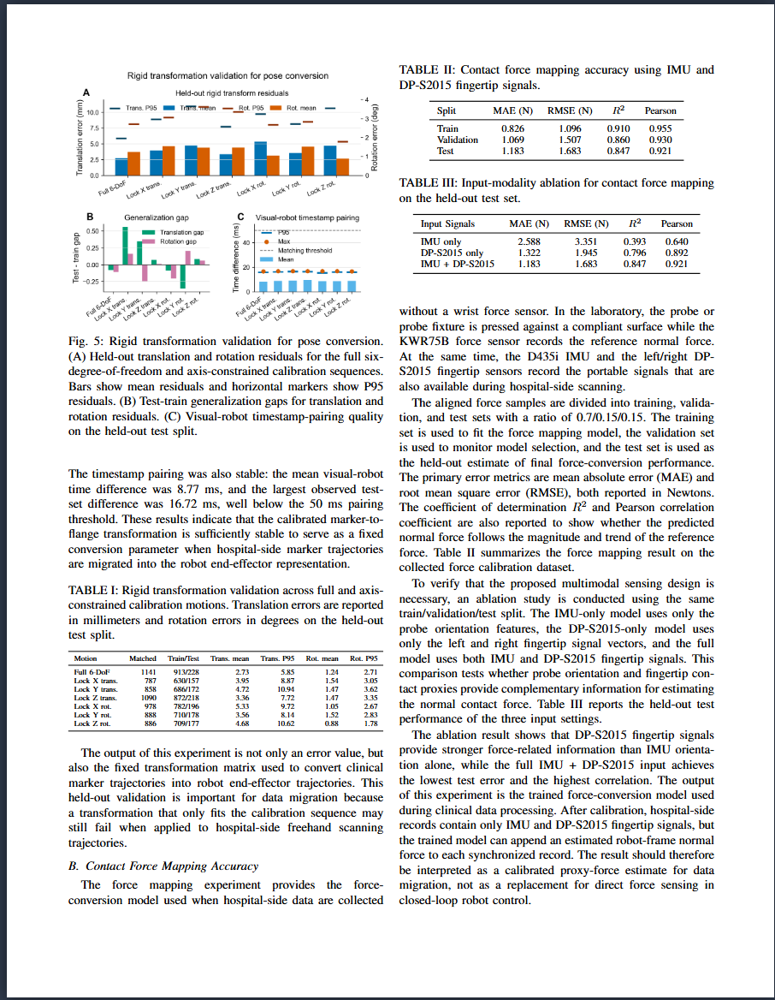 Rigid transformation validation for pose conversion
A
Held-out rigid transform residuals
Trans. P95
Trans. mean
Rot. P95
Rot. mean
Translation error (mm)
10.0
7.5
5.0
2.5
0.0
Rotation error (deg)
4
3
2
1
0
Full 6-DoF
Lock X trans.
Lock Y trans.
Lock Z trans.
Lock X rot.
Lock Y rot.
Lock Z rot.
B
Generalization gap
Translation gap
Rotation gap
Test - train gap
0.50
0.25
0.00
−0.25
Full 6-DoF
Lock X trans.
Lock Y trans.
Lock Z trans.
Lock X rot.
Lock Y rot.
Lock Z rot.
C
Visual-robot timestamp pairing
P95
Max
Matching threshold
Mean
Time difference (ms)
40
20
0
Full 6-DoF
Lock X trans.
Lock Y trans.
Lock Z trans.
Lock X rot.
Lock Y rot.
Lock Z rot.
Fig. 5: Rigid transformation validation for pose conversion.
(A) Held-out translation and rotation residuals for the full six-
degree-of-freedom and axis-constrained calibration sequences.
Bars show mean residuals and horizontal markers show P95
residuals. (B) Test-train generalization gaps for translation and
rotation residuals. (C) Visual-robot timestamp-pairing quality
on the held-out test split.
The timestamp pairing was also stable: the mean visual-robot
time difference was 8.77 ms, and the largest observed test-
set difference was 16.72 ms, well below the 50 ms pairing
threshold. These results indicate that the calibrated marker-to-
flange transformation is sufficiently stable to serve as a fixed
conversion parameter when hospital-side marker trajectories
are migrated into the robot end-effector representation.
TABLE I: Rigid transformation validation across full and axis-
constrained calibration motions. Translation errors are reported
in millimeters and rotation errors in degrees on the held-out
test split.
Motion Matched Train/Test Trans. mean Trans. P95 Rot. mean Rot. P95
Full 6-DoF 1141 913/228 2.73 5.85 1.24 2.71
Lock X trans. 787 630/157 3.95 8.87 1.54 3.05
Lock Y trans. 858 686/172 4.72 10.94 1.47 3.62
Lock Z trans. 1090 872/218 3.36 7.72 1.47 3.35
Lock X rot. 978 782/196 5.33 9.72 1.05 2.67
Lock Y rot. 888 710/178 3.56 8.14 1.52 2.83
Lock Z rot. 886 709/177 4.68 10.62 0.88 1.78
The output of this experiment is not only an error value, but
also the fixed transformation matrix used to convert clinical
marker trajectories into robot end-effector trajectories. This
held-out validation is important for data migration because
a transformation that only fits the calibration sequence may
still fail when applied to hospital-side freehand scanning
trajectories.
B. Contact Force Mapping Accuracy
The force mapping experiment provides the force-
conversion model used when hospital-side data are collected
TABLE II: Contact force mapping accuracy using IMU and
DP-S2015 fingertip signals.
Split MAE (N) RMSE (N) R² Pearson
Train 0.826 1.096 0.910 0.955
Validation 1.069 1.507 0.860 0.930
Test 1.183 1.683 0.847 0.921
TABLE III: Input-modality ablation for contact force mapping
on the held-out test set.
Input Signals MAE (N) RMSE (N) R² Pearson
IMU only 2.588 3.351 0.393 0.640
DP-S2015 only 1.322 1.945 0.796 0.892
IMU + DP-S2015 1.183 1.683 0.847 0.921
without a wrist force sensor. In the laboratory, the probe or
probe fixture is pressed against a compliant surface while the
KWR75B force sensor records the reference normal force.
At the same time, the D435i IMU and the left/right DP-
S2015 fingertip sensors record the portable signals that are
also available during hospital-side scanning.
The aligned force samples are divided into training, valida-
tion, and test sets with a ratio of 0.7/0.15/0.15. The training
set is used to fit the force mapping model, the validation set
is used to monitor model selection, and the test set is used as
the held-out estimate of final force-conversion performance.
The primary error metrics are mean absolute error (MAE) and
root mean square error (RMSE), both reported in Newtons.
The coefficient of determination R² and Pearson correlation
coefficient are also reported to show whether the predicted
normal force follows the magnitude and trend of the reference
force. Table II summarizes the force mapping result on the
collected force calibration dataset.
To verify that the proposed multimodal sensing design is
necessary, an ablation study is conducted using the same
train/validation/test split. The IMU-only model uses only the
probe orientation features, the DP-S2015-only model uses
only the left and right fingertip signal vectors, and the full
model uses both IMU and DP-S2015 fingertip signals. This
comparison tests whether probe orientation and fingertip con-
tact proxies provide complementary information for estimating
the normal contact force. Table III reports the held-out test
performance of the three input settings.
The ablation result shows that DP-S2015 fingertip signals
provide stronger force-related information than IMU orienta-
tion alone, while the full IMU + DP-S2015 input achieves
the lowest test error and the highest correlation. The output
of this experiment is the trained force-conversion model used
during clinical data processing. After calibration, hospital-side
records contain only IMU and DP-S2015 fingertip signals, but
the trained model can append an estimated robot-frame normal
force to each synchronized record. The result should therefore
be interpreted as a calibrated proxy-force estimate for data
migration, not as a replacement for direct force sensing in
closed-loop robot control.